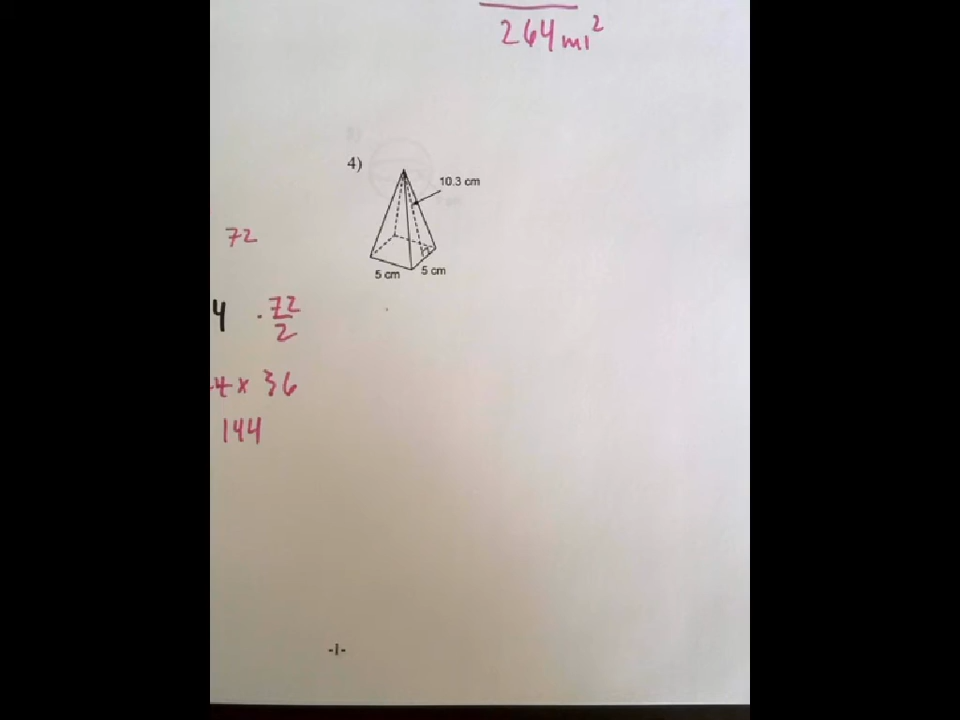 264 mi²
4)
10.3 cm
5 cm
5 cm
72
4 · 72/2
4 x 36
144
-1-